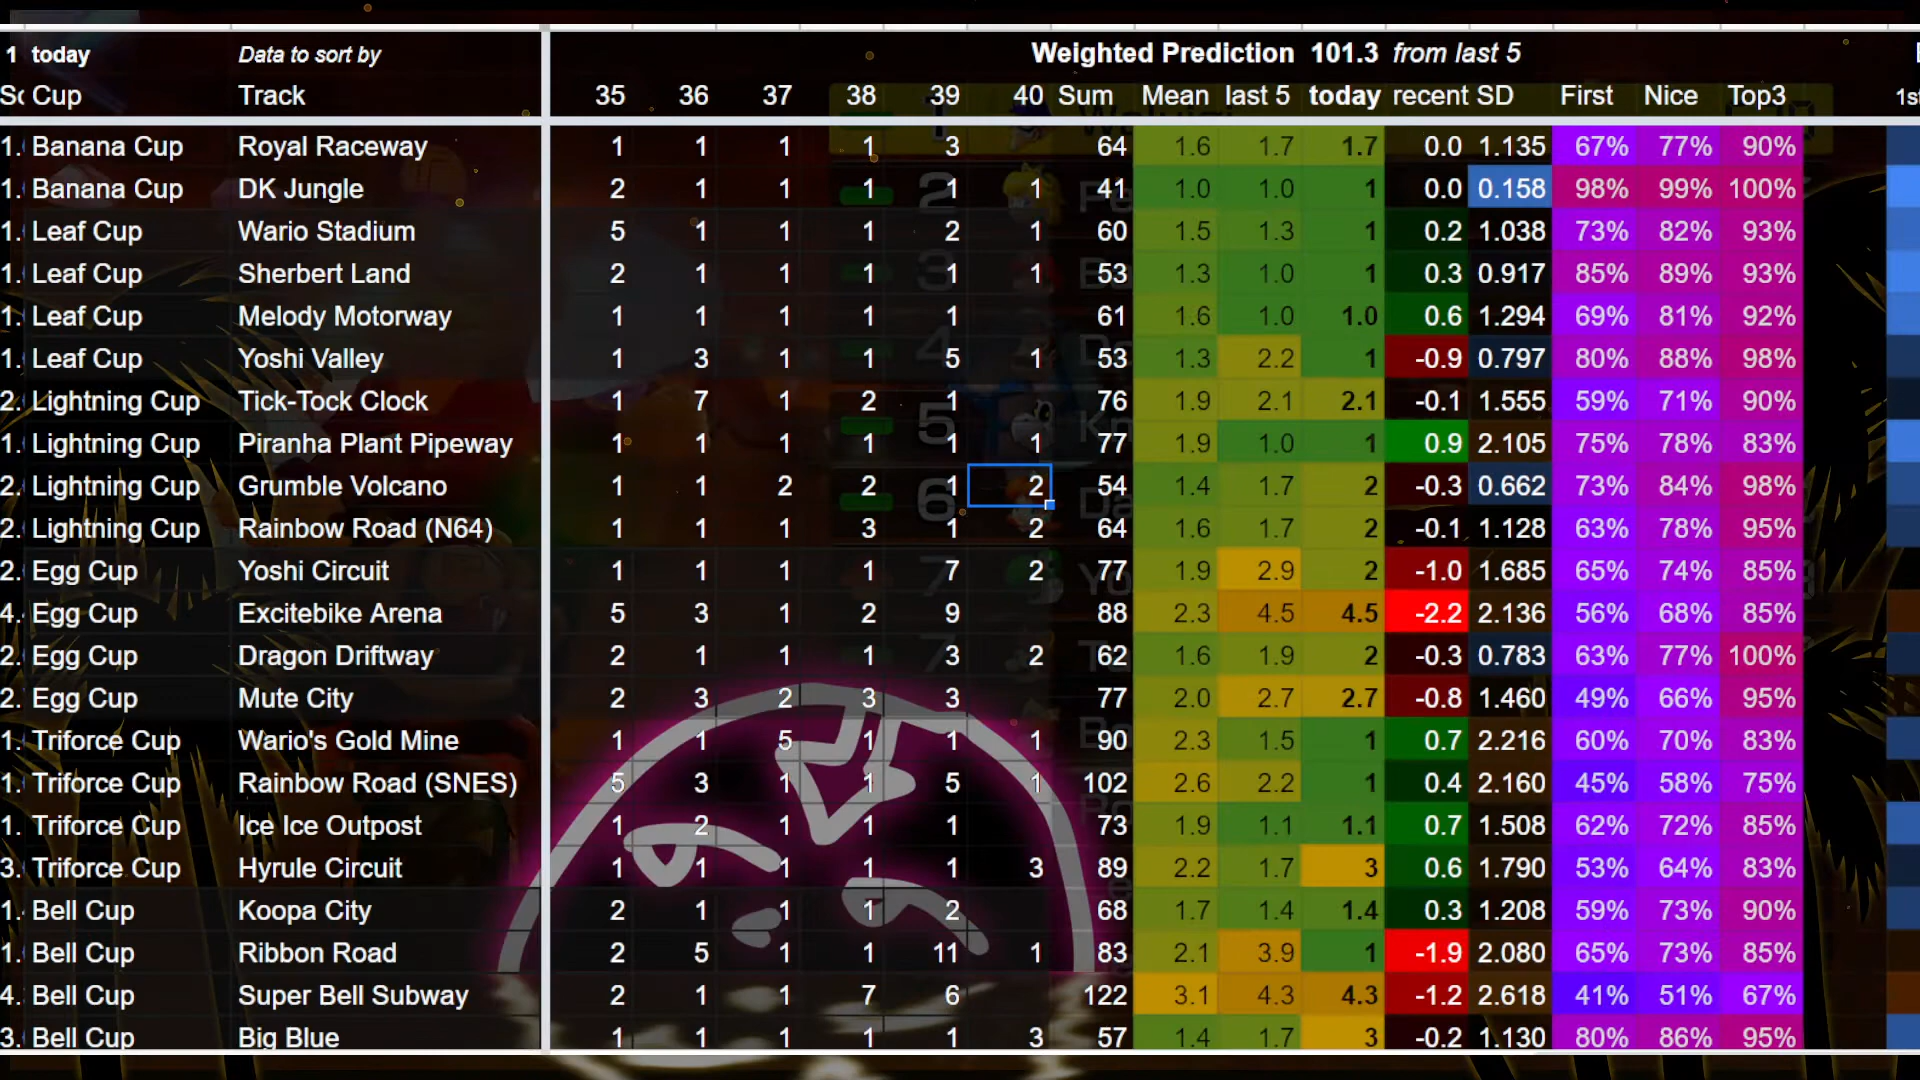 1 today Data to sort by Weighted Prediction 101.3 from last 5
Cup Track 35 36 37 38 39 40 Sum Mean last 5 today recent SD First Nice Top3
1. Banana Cup Royal Raceway 1 1 1 1 3 64 1.6 1.7 1.7 0.0 1.135 67% 77% 90%
1. Banana Cup DK Jungle 2 1 1 1 1 1 41 1.0 1.0 1 0.0 0.158 98% 99% 100%
1. Leaf Cup Wario Stadium 5 1 1 1 2 1 60 1.5 1.3 1 0.2 1.038 73% 82% 93%
1. Leaf Cup Sherbert Land 2 1 1 1 1 1 53 1.3 1.0 1 0.3 0.917 85% 89% 93%
1. Leaf Cup Melody Motorway 1 1 1 1 1 61 1.6 1.0 1.0 0.6 1.294 69% 81% 92%
1. Leaf Cup Yoshi Valley 1 3 1 1 5 1 53 1.3 2.2 1 -0.9 0.797 80% 88% 98%
2. Lightning Cup Tick-Tock Clock 1 7 1 2 1 76 1.9 2.1 2.1 -0.1 1.555 59% 71% 90%
1. Lightning Cup Piranha Plant Pipeway 1 1 1 1 1 1 77 1.9 1.0 1 0.9 2.105 75% 78% 83%
2. Lightning Cup Grumble Volcano 1 1 2 2 1 2 54 1.4 1.7 2 -0.3 0.662 73% 84% 98%
2. Lightning Cup Rainbow Road (N64) 1 1 1 3 1 2 64 1.6 1.7 2 -0.1 1.128 63% 78% 95%
2. Egg Cup Yoshi Circuit 1 1 1 1 7 2 77 1.9 2.9 2 -1.0 1.685 65% 74% 85%
4. Egg Cup Excitebike Arena 5 3 1 2 9 88 2.3 4.5 4.5 -2.2 2.136 56% 68% 85%
2. Egg Cup Dragon Driftway 2 1 1 1 3 2 62 1.6 1.9 2 -0.3 0.783 63% 77% 100%
2. Egg Cup Mute City 2 3 2 3 3 77 2.0 2.7 2.7 -0.8 1.460 49% 66% 95%
1. Triforce Cup Wario's Gold Mine 1 1 5 1 1 1 90 2.3 1.5 1 0.7 2.216 60% 70% 83%
1. Triforce Cup Rainbow Road (SNES) 5 3 1 1 5 1 102 2.6 2.2 1 0.4 2.160 45% 58% 75%
1. Triforce Cup Ice Ice Outpost 1 2 1 1 1 73 1.9 1.1 1.1 0.7 1.508 62% 72% 85%
3. Triforce Cup Hyrule Circuit 1 1 1 1 1 3 89 2.2 1.7 3 0.6 1.790 53% 64% 83%
1. Bell Cup Koopa City 2 1 1 1 2 68 1.7 1.4 1.4 0.3 1.208 59% 73% 90%
1. Bell Cup Ribbon Road 2 5 1 1 11 1 83 2.1 3.9 1 -1.9 2.080 65% 73% 85%
4. Bell Cup Super Bell Subway 2 1 1 7 6 122 3.1 4.3 4.3 -1.2 2.618 41% 51% 67%
3. Bell Cup Big Blue 1 1 1 1 1 3 57 1.4 1.7 3 -0.2 1.130 80% 86% 95%